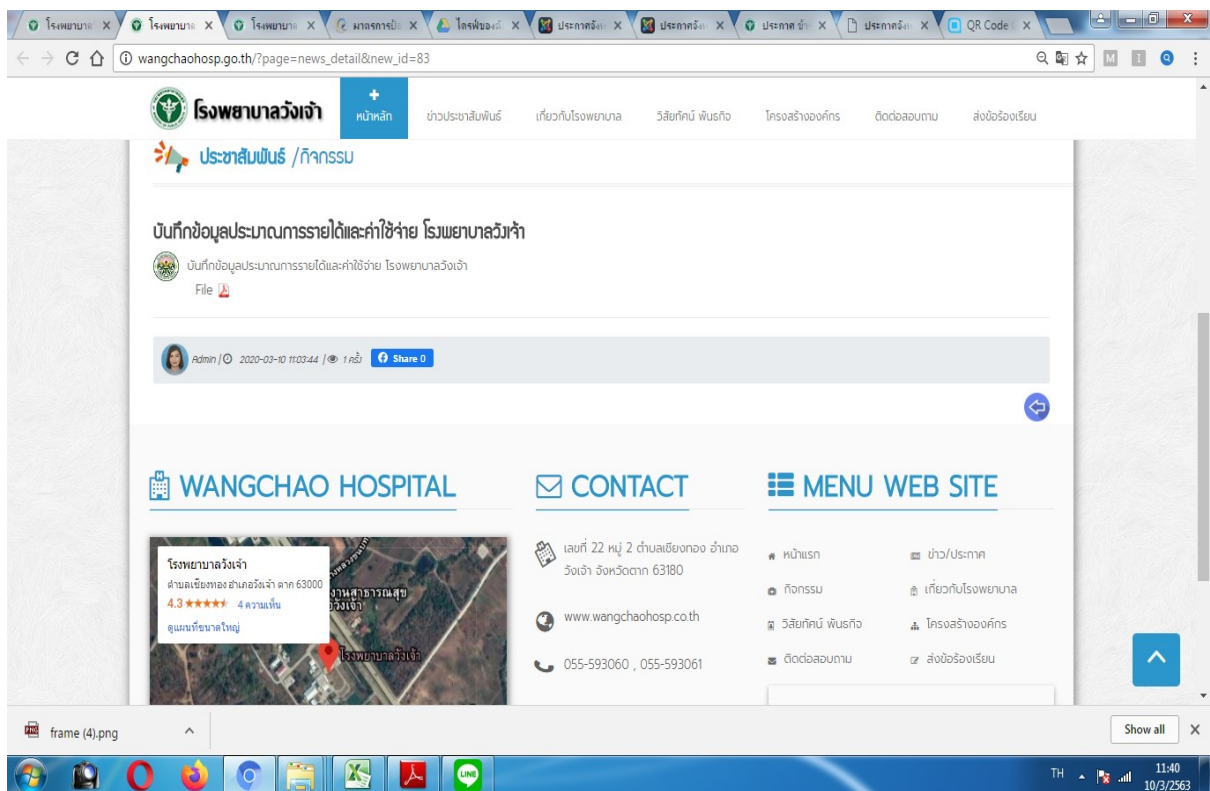 โรงพยาบาล
โรงพยาบาล
โรงพยาบาล
มาตรการป้
ไดรฟ์ของฉั
ประกาศจัง
ประกาศจัง
ประกาศ ข่า
ประกาศจัง
QR Code
wangchaohosp.go.th/?page=news_detail&new_id=83
โรงพยาบาลวังเจ้า
หน้าหลัก
ข่าวประชาสัมพันธ์
เกี่ยวกับโรงพยาบาล
วิสัยทัศน์ พันธกิจ
โครงสร้างองค์กร
ติดต่อสอบถาม
ส่งข้อร้องเรียน
ประชาสัมพันธ์ /กิจกรรม
บันทึกข้อมูลประมาณการรายได้และค่าใช้จ่าย โรงพยาบาลวังเจ้า
บันทึกข้อมูลประมาณการรายได้และค่าใช้จ่าย โรงพยาบาลวังเจ้า
File
Admin | 2020-03-10 11:03:44 | 1 ครั้ง Share 0
WANGCHAO HOSPITAL
โรงพยาบาลวังเจ้า
ตำบลเชียงทอง อำเภอวังเจ้า ตาก 63000
4.3 ★★★★★ 4 ความเห็น
ดูแผนที่ขนาดใหญ่
งานสาธารณสุข
วังเจ้า
โรงพยาบาลวังเจ้า
CONTACT
เลขที่ 22 หมู่ 2 ตำบลเชียงทอง อำเภอ
วังเจ้า จังหวัดตาก 63180
www.wangchaohosp.co.th
055-593060 , 055-593061
MENU WEB SITE
หน้าแรก
ข่าว/ประกาศ
กิจกรรม
เกี่ยวกับโรงพยาบาล
วิสัยทัศน์ พันธกิจ
โครงสร้างองค์กร
ติดต่อสอบถาม
ส่งข้อร้องเรียน
frame (4).png
Show all
TH
11:40
10/3/2563